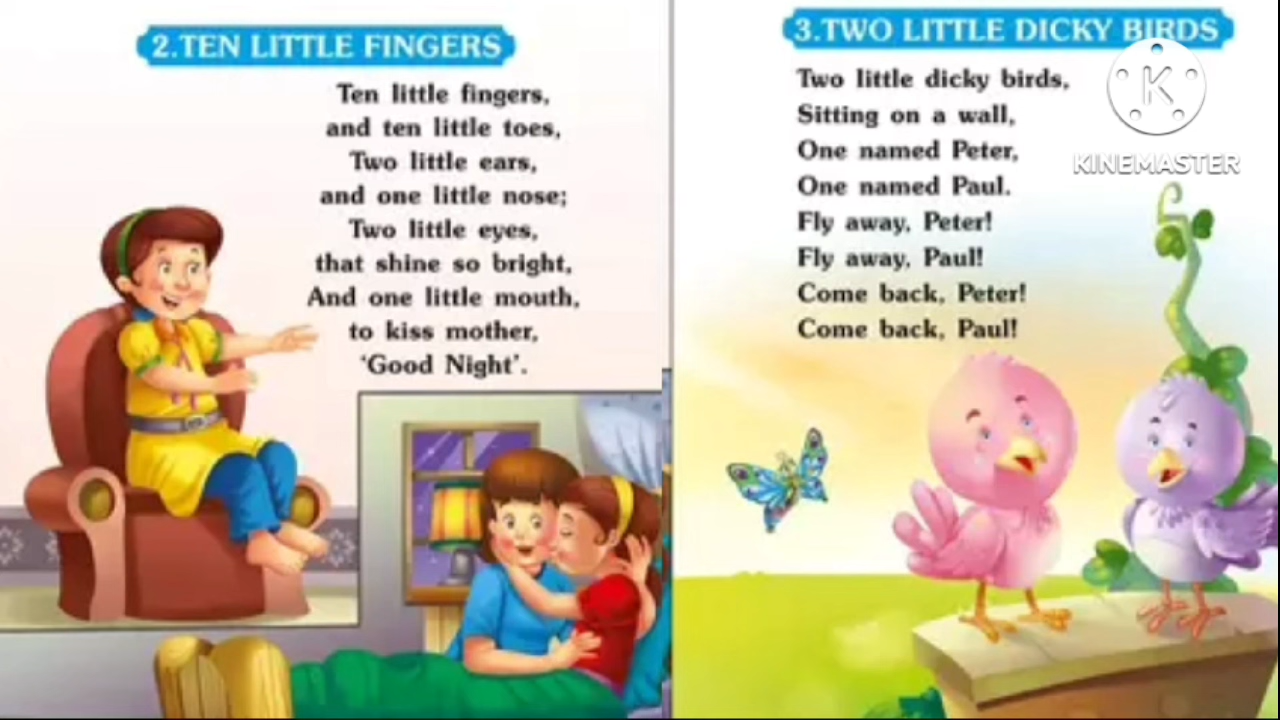 2.TEN LITTLE FINGERS
Ten little fingers,
and ten little toes,
Two little ears,
and one little nose;
Two little eyes,
that shine so bright,
And one little mouth,
to kiss mother,
‘Good Night’.
3.TWO LITTLE DICKY BIRDS
Two little dicky birds,
Sitting on a wall,
One named Peter,
One named Paul.
Fly away, Peter!
Fly away, Paul!
Come back, Peter!
Come back, Paul!
K
KINEMASTER